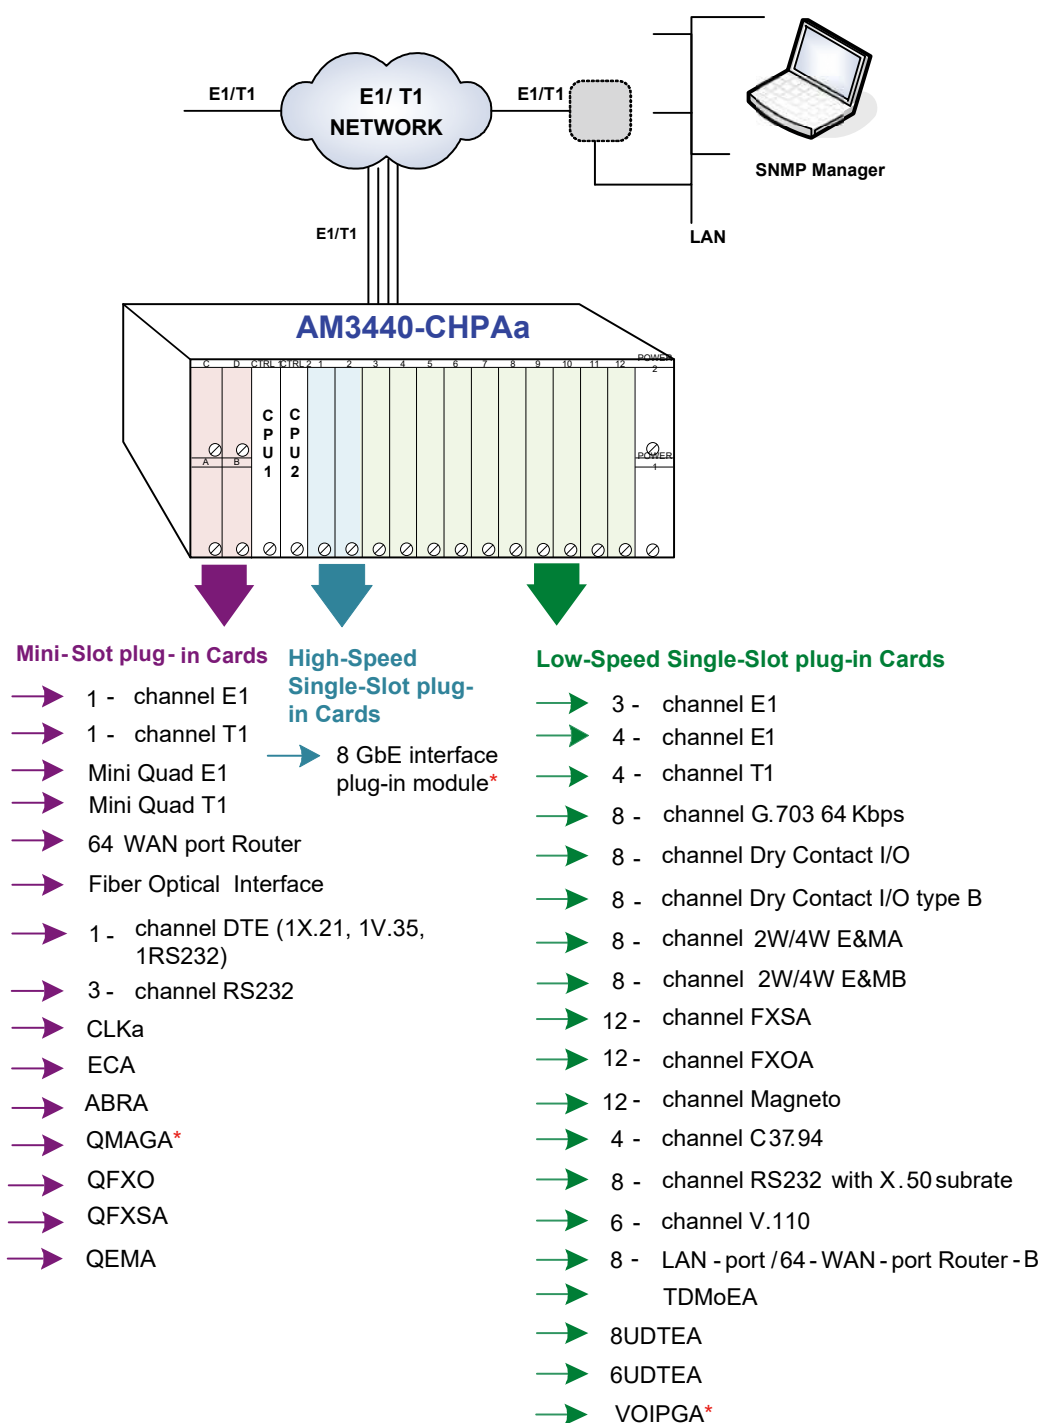 E1/T1
E1/ T1
NETWORK
E1/T1
SNMP Manager
LAN
E1/T1
AM3440-CHPAa
C D CTRL 1 CTRL 2 1 2 3 4 5 6 7 8 9 10 11 12 POWER 2
CPU1
CPU2
A B POWER 1
Mini-Slot plug-in Cards
1 - channel E1
1 - channel T1
Mini Quad E1
Mini Quad T1
64 WAN port Router
Fiber Optical Interface
1 - channel DTE (1X.21, 1V.35,
1RS232)
3 - channel RS232
CLKa
ECA
ABRA
QMAGA*
QFXO
QFXSA
QEMA
High-Speed
Single-Slot plug-
in Cards
8 GbE interface
plug-in module*
Low-Speed Single-Slot plug-in Cards
3 - channel E1
4 - channel E1
4 - channel T1
8 - channel G.703 64 Kbps
8 - channel Dry Contact I/O
8 - channel Dry Contact I/O type B
8 - channel 2W/4W E&MA
8 - channel 2W/4W E&MB
12 - channel FXSA
12 - channel FXOA
12 - channel Magneto
4 - channel C37.94
8 - channel RS232 with X.50 subrate
6 - channel V.110
8 - LAN - port / 64 - WAN - port Router - B
TDMoEA
8UDTEA
6UDTEA
VOIPGA*